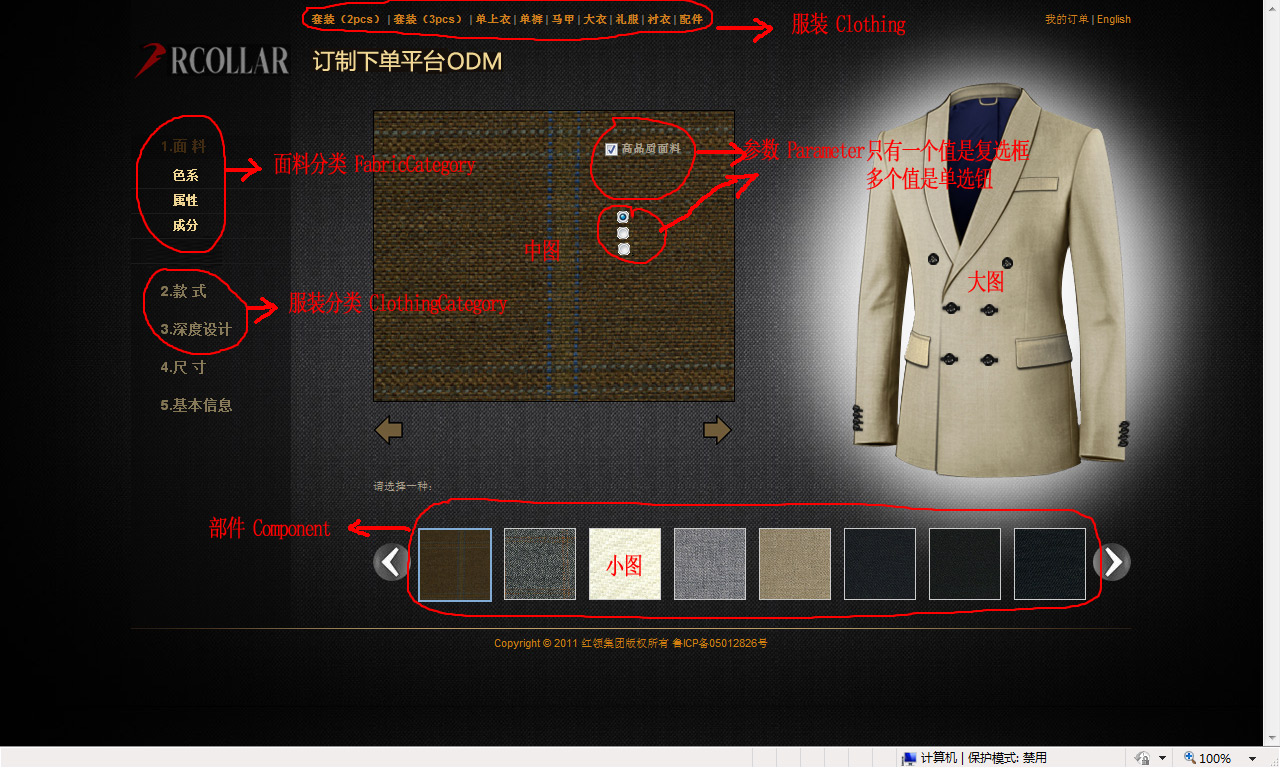 套装（2pcs）| 套装（3pcs）| 单上衣 | 单裤 | 马甲 | 大衣 | 礼服 | 衬衣 | 配件
服装 Clothing
我的订单 | English
RCOLLAR
订制下单平台ODM
1.面 料
色系
属性
成分
面料分类 FabricCategory
高品质面料
参数 Parameter只有一个值是复选框
多个值是单选钮
中图
大图
2.款 式
3.深度设计
服装分类 ClothingCategory
4.尺 寸
5.基本信息
请选择一种:
部件 Component
小图
Copyright © 2011 红领集团版权所有 鲁ICP备05012826号
计算机 | 保护模式: 禁用
100%